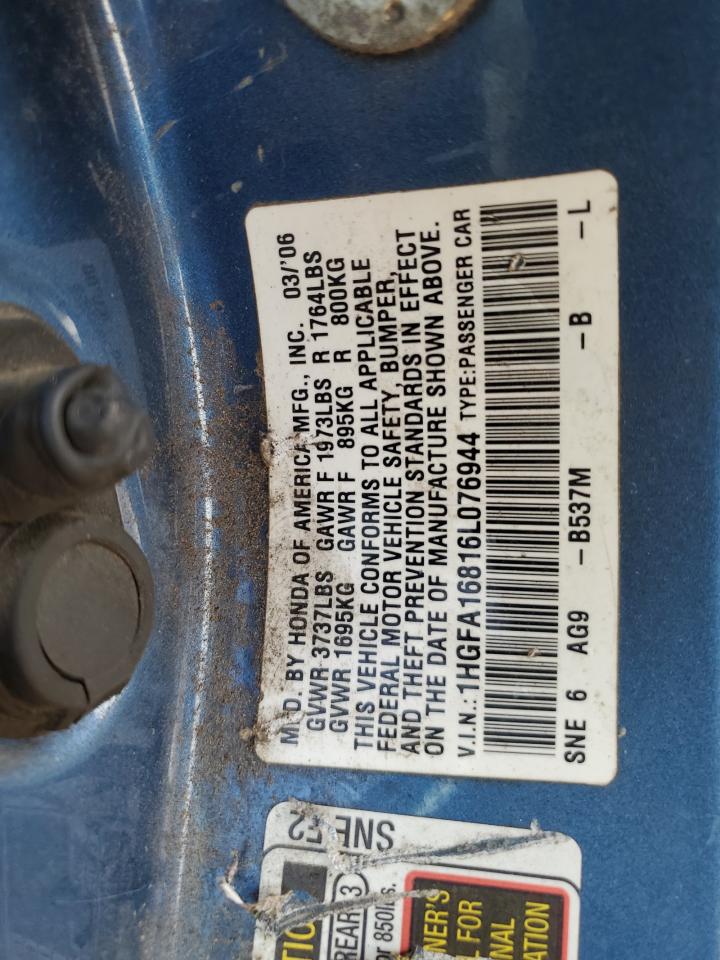 MFD. BY HONDA OF AMERICA MFG., INC. 03/'06
GVWR 3737LBS GAWR F 1973LBS R 1764LBS
GVWR 1695KG GAWR F 895KG R 800KG
THIS VEHICLE CONFORMS TO ALL APPLICABLE
FEDERAL MOTOR VEHICLE SAFETY, BUMPER,
AND THEFT PREVENTION STANDARDS IN EFFECT
ON THE DATE OF MANUFACTURE SHOWN ABOVE.
V.I.N.: 1HGFA16816L076944 TYPE:PASSENGER CAR
SNE 6 AG9 -B537M -B -L
REAR 3
or 850lbs.
NER'S
L FOR
NAL
ATION